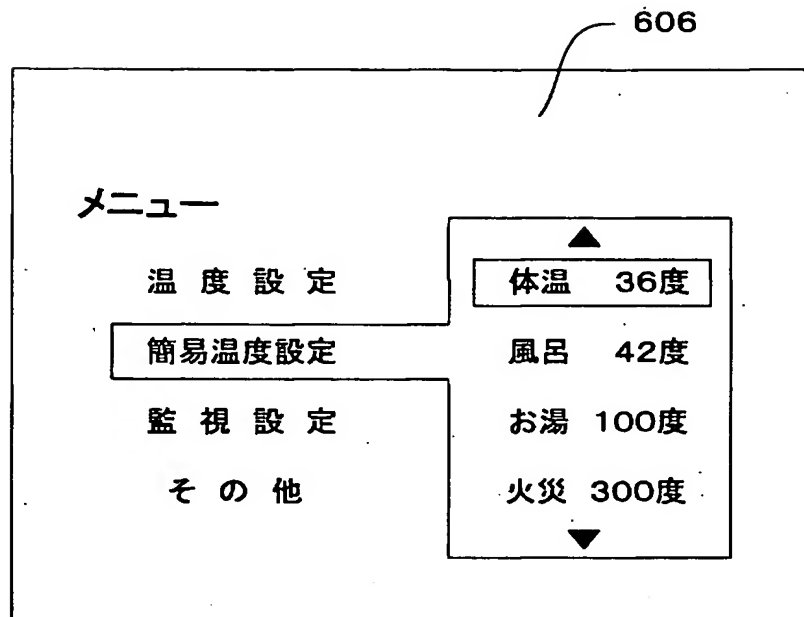 606
メニュー
温度設定
簡易温度設定
監視設定
その他
▲
体温 36度
風呂 42度
お湯 100度
火災 300度
▼